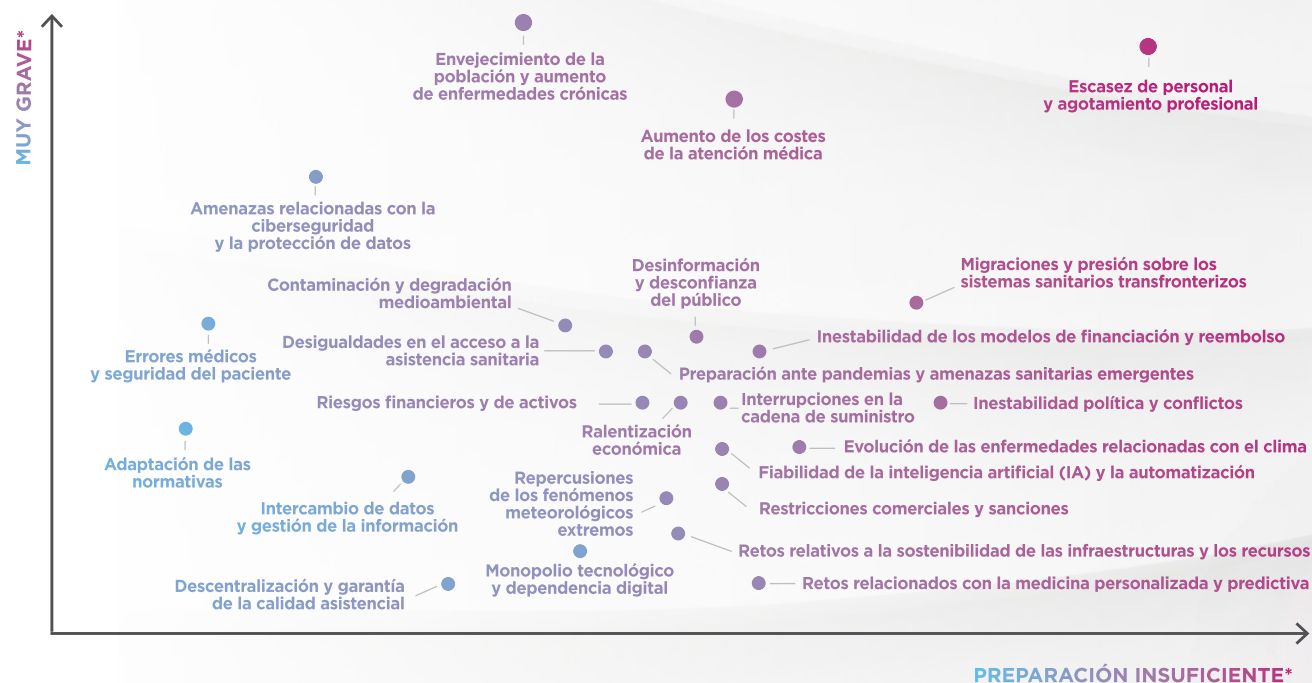 MUY GRAVE*
Envejecimiento de la
población y aumento
de enfermedades crónicas
Escasez de personal
y agotamiento profesional
Aumento de los costes
de la atención médica
Amenazas relacionadas con la
ciberseguridad
y la protección de datos
Desinformación
y desconfianza
del público
Migraciones y presión sobre los
sistemas sanitarios transfronterizos
Contaminación y degradación
medioambiental
Inestabilidad de los modelos de financiación y reembolso
Desigualdades en el acceso a la
asistencia sanitaria
Errores médicos
y seguridad del paciente
Preparación ante pandemias y amenazas sanitarias emergentes
Riesgos financieros y de activos
Interrupciones en la
cadena de suministro
Inestabilidad política y conflictos
Ralentización
económica
Evolución de las enfermedades relacionadas con el clima
Adaptación de las
normativas
Fiabilidad de la inteligencia artificial (IA) y la automatización
Repercusiones
de los fenómenos
meteorológicos
extremos
Intercambio de datos
y gestión de la información
Restricciones comerciales y sanciones
Retos relativos a la sostenibilidad de las infraestructuras y los recursos
Monopolio tecnológico
y dependencia digital
Descentralización y garantía
de la calidad asistencial
Retos relacionados con la medicina personalizada y predictiva
PREPARACIÓN INSUFICIENTE*